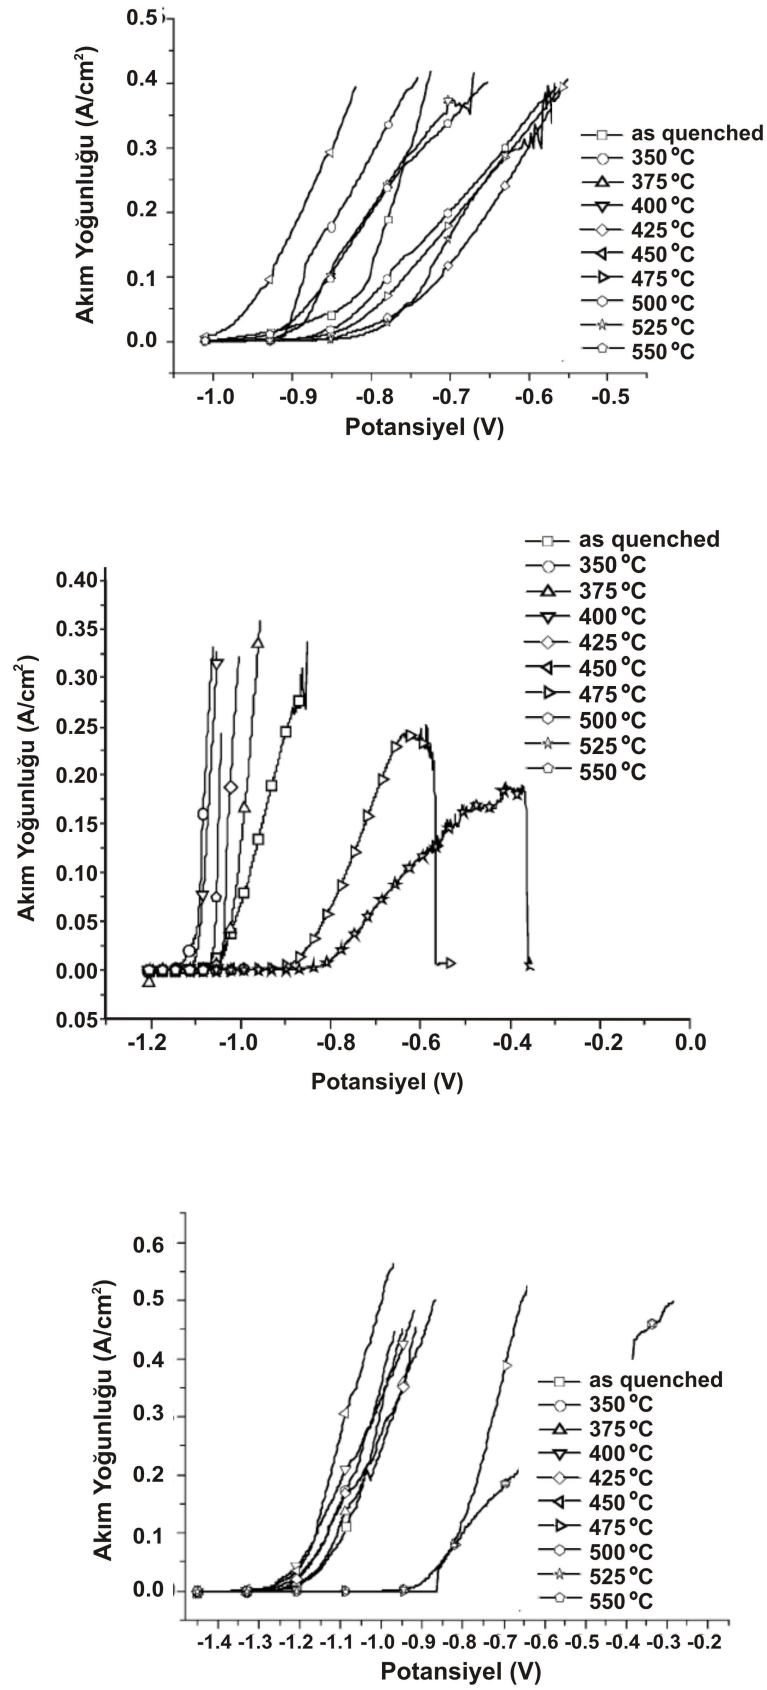 0.5
0.4
0.3
0.2
0.1
0.0
Akım Yoğunluğu (A/cm²)
as quenched
350 °C
375 °C
400 °C
425 °C
450 °C
475 °C
500 °C
525 °C
550 °C
-1.0 -0.9 -0.8 -0.7 -0.6 -0.5
Potansiyel (V)
as quenched
350 °C
375 °C
400 °C
425 °C
450 °C
475 °C
500 °C
525 °C
550 °C
0.40
0.35
0.30
0.25
0.20
0.15
0.10
0.05
0.00
0.05
Akım Yoğunluğu (A/cm²)
-1.2 -1.0 -0.8 -0.6 -0.4 -0.2 0.0
Potansiyel (V)
0.6
0.5
0.4
0.3
0.2
0.1
0.0
Akım Yoğunluğu (A/cm²)
as quenched
350 °C
375 °C
400 °C
425 °C
450 °C
475 °C
500 °C
525 °C
550 °C
-1.4 -1.3 -1.2 -1.1 -1.0 -0.9 -0.8 -0.7 -0.6 -0.5 -0.4 -0.3 -0.2
Potansiyel (V)